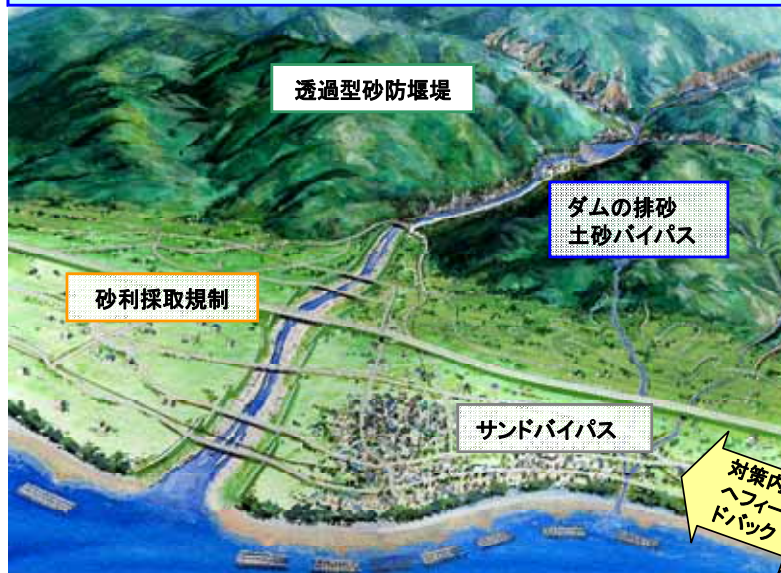 透過型砂防堰堤
ダムの排砂
土砂バイパス
砂利採取規制
サンドバイパス
対策内
へフィー
ドバック